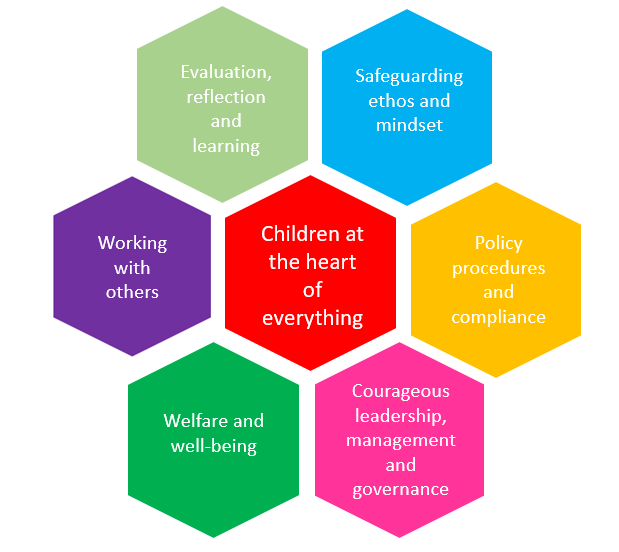 Evaluation,
reflection
and
learning
Safeguarding
ethos and
mindset
Working
with
others
Children at
the heart
of
everything
Policy
procedures
and
compliance
Welfare and
well-being
Courageous
leadership,
management
and
governance